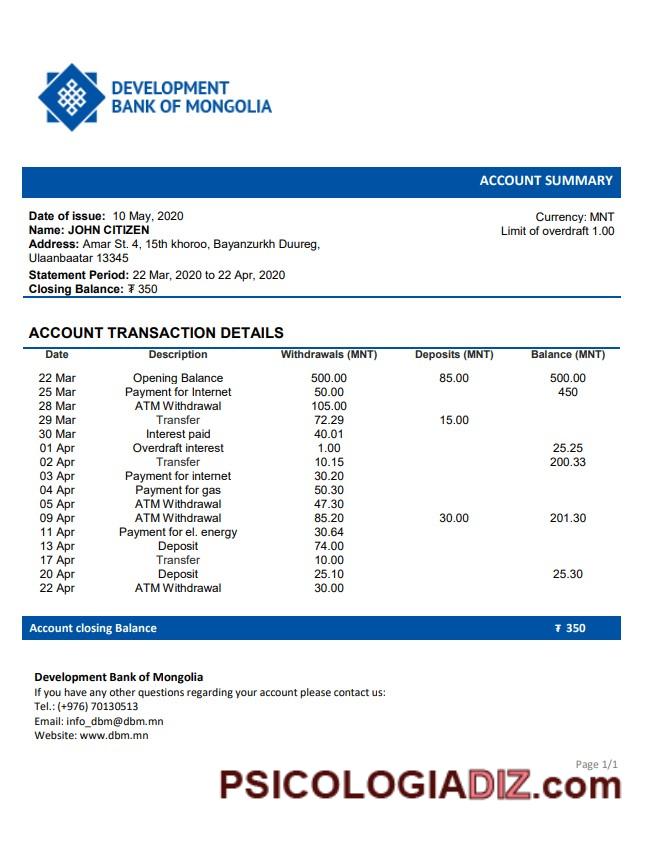 DEVELOPMENT
BANK OF MONGOLIA
ACCOUNT SUMMARY
Date of issue: 10 May, 2020
Name: JOHN CITIZEN
Address: Amar St. 4, 15th khoroo, Bayanzurkh Duureg,
Ulaanbaatar 13345
Statement Period: 22 Mar, 2020 to 22 Apr, 2020
Closing Balance: ₮ 350
Currency: MNT
Limit of overdraft 1.00
ACCOUNT TRANSACTION DETAILS
Date Description Withdrawals (MNT) Deposits (MNT) Balance (MNT)
22 Mar Opening Balance 500.00 85.00 500.00
25 Mar Payment for Internet 50.00 450
28 Mar ATM Withdrawal 105.00
29 Mar Transfer 72.29 15.00
30 Mar Interest paid 40.01
01 Apr Overdraft interest 1.00 25.25
02 Apr Transfer 10.15 200.33
03 Apr Payment for internet 30.20
04 Apr Payment for gas 50.30
05 Apr ATM Withdrawal 47.30
09 Apr ATM Withdrawal 85.20 30.00 201.30
11 Apr Payment for el. energy 30.64
13 Apr Deposit 74.00
17 Apr Transfer 10.00
20 Apr Deposit 25.10 25.30
22 Apr ATM Withdrawal 30.00
Account closing Balance ₮ 350
Development Bank of Mongolia
If you have any other questions regarding your account please contact us:
Tel.: (+976) 70130513
Email: info_dbm@dbm.mn
Website: www.dbm.mn
Page 1/1
PSICOLOGIADIZ.com